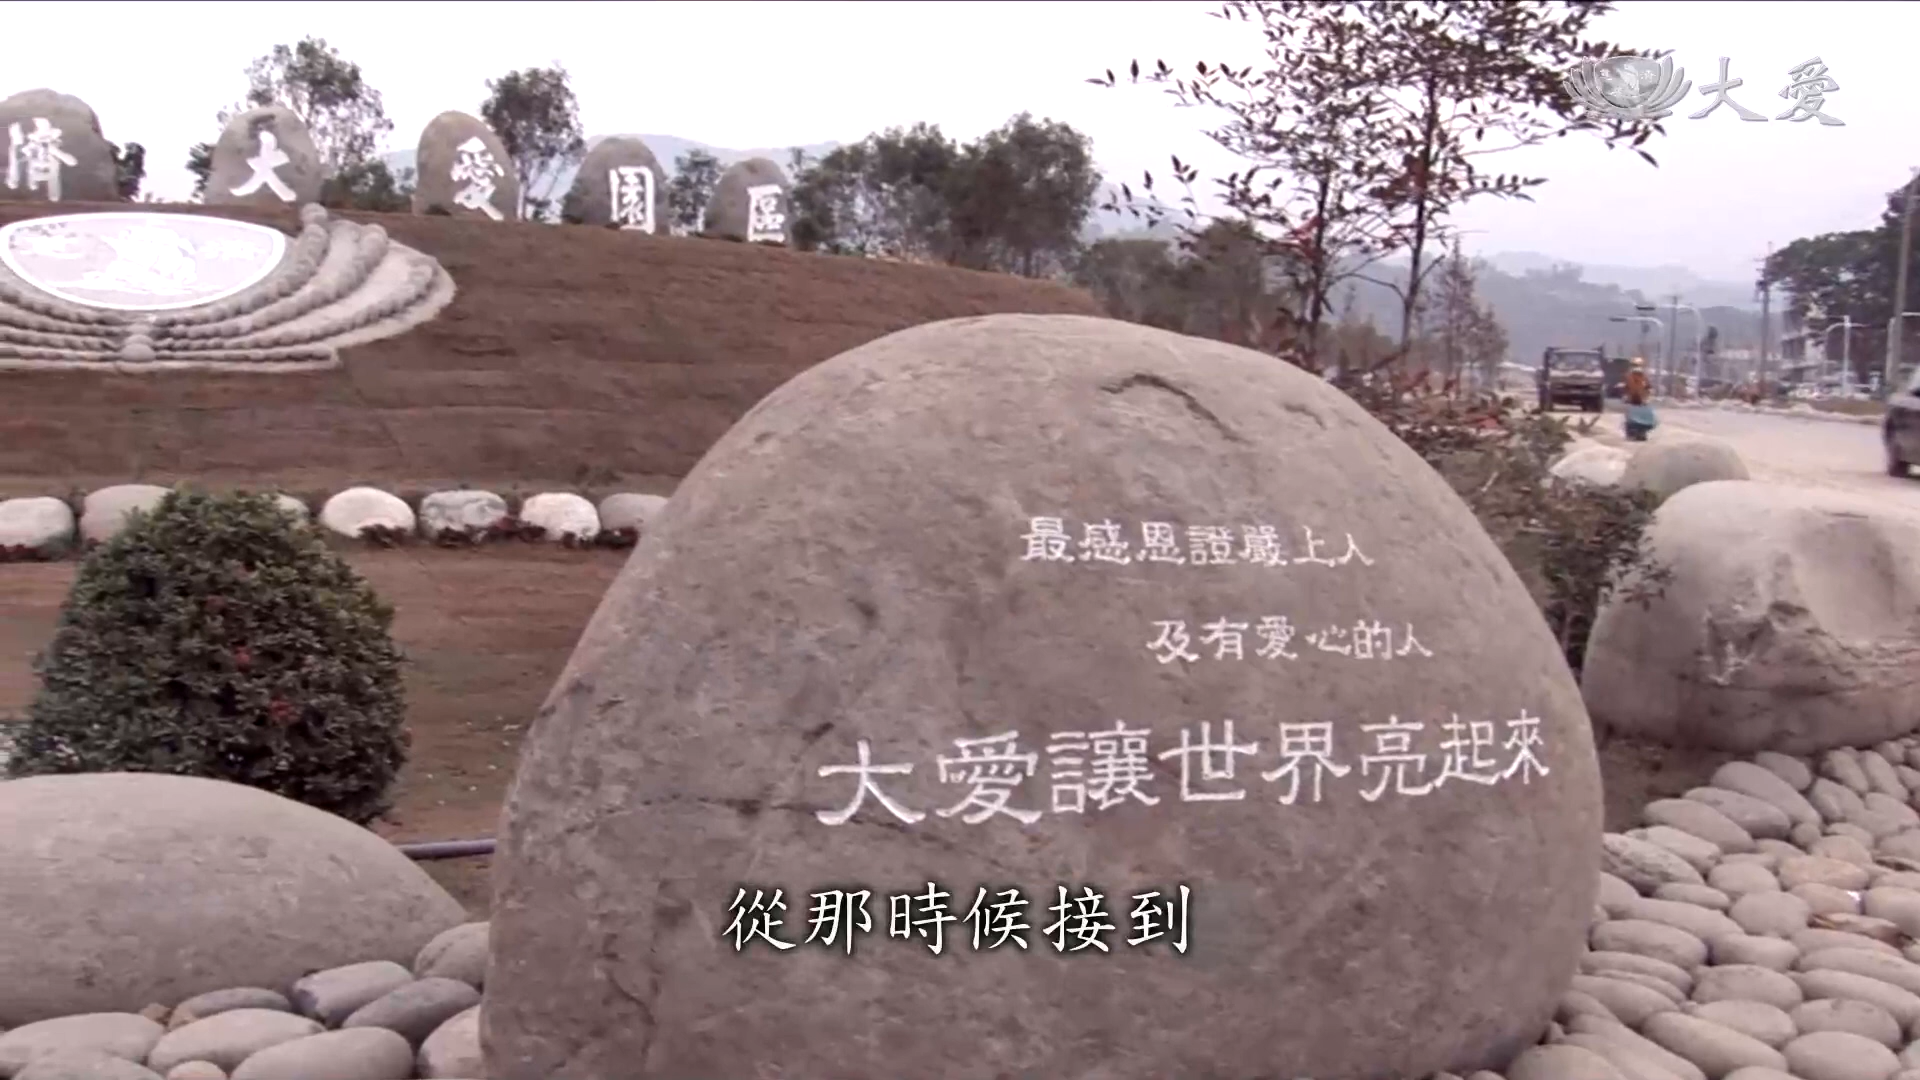 大愛
濟大愛園區
最感恩證嚴上人
及有愛心的人
大愛讓世界亮起來
從那時候接到